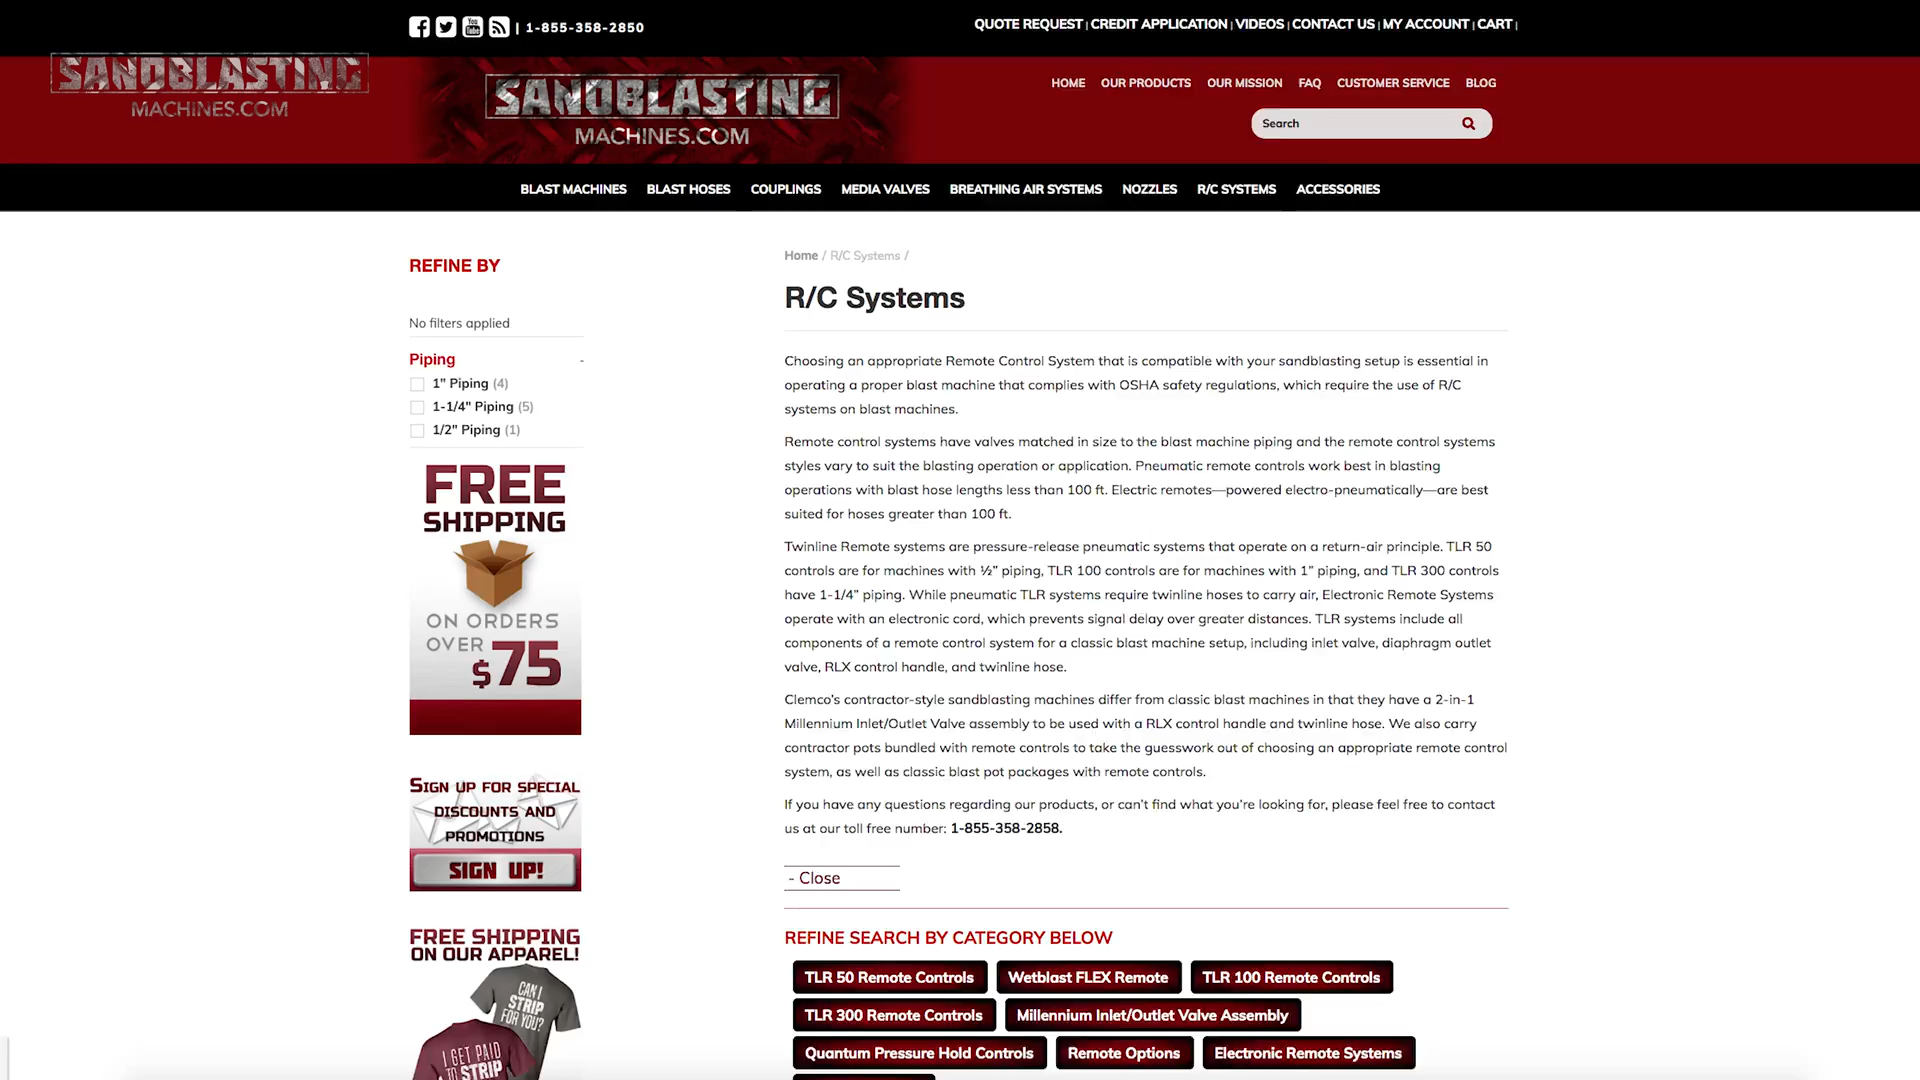 | 1-855-358-2850
QUOTE REQUEST | CREDIT APPLICATION | VIDEOS | CONTACT US | MY ACCOUNT | CART |
SANDBLASTING
MACHINES.COM
SANDBLASTING
MACHINES.COM
HOME OUR PRODUCTS OUR MISSION FAQ CUSTOMER SERVICE BLOG
Search
BLAST MACHINES BLAST HOSES COUPLINGS MEDIA VALVES BREATHING AIR SYSTEMS NOZZLES R/C SYSTEMS ACCESSORIES
REFINE BY
No filters applied
Piping -
1" Piping (4)
1-1/4" Piping (5)
1/2" Piping (1)
FREE
SHIPPING
ON ORDERS
OVER
$75
SIGN UP FOR SPECIAL
DISCOUNTS AND
PROMOTIONS
SIGN UP!
FREE SHIPPING
ON OUR APPAREL!
CAN I
STRIP
FOR YOU?
I GET PAID
TO STRIP
Home / R/C Systems /
R/C Systems
Choosing an appropriate Remote Control System that is compatible with your sandblasting setup is essential in
operating a proper blast machine that complies with OSHA safety regulations, which require the use of R/C
systems on blast machines.
Remote control systems have valves matched in size to the blast machine piping and the remote control systems
styles vary to suit the blasting operation or application. Pneumatic remote controls work best in blasting
operations with blast hose lengths less than 100 ft. Electric remotes—powered electro-pneumatically—are best
suited for hoses greater than 100 ft.
Twinline Remote systems are pressure-release pneumatic systems that operate on a return-air principle. TLR 50
controls are for machines with ½” piping, TLR 100 controls are for machines with 1” piping, and TLR 300 controls
have 1-1/4” piping. While pneumatic TLR systems require twinline hoses to carry air, Electronic Remote Systems
operate with an electronic cord, which prevents signal delay over greater distances. TLR systems include all
components of a remote control system for a classic blast machine setup, including inlet valve, diaphragm outlet
valve, RLX control handle, and twinline hose.
Clemco’s contractor-style sandblasting machines differ from classic blast machines in that they have a 2-in-1
Millennium Inlet/Outlet Valve assembly to be used with a RLX control handle and twinline hose. We also carry
contractor pots bundled with remote controls to take the guesswork out of choosing an appropriate remote control
system, as well as classic blast pot packages with remote controls.
If you have any questions regarding our products, or can’t find what you’re looking for, please feel free to contact
us at our toll free number: 1-855-358-2858.
- Close
REFINE SEARCH BY CATEGORY BELOW
TLR 50 Remote Controls Wetblast FLEX Remote TLR 100 Remote Controls
TLR 300 Remote Controls Millennium Inlet/Outlet Valve Assembly
Quantum Pressure Hold Controls Remote Options Electronic Remote Systems